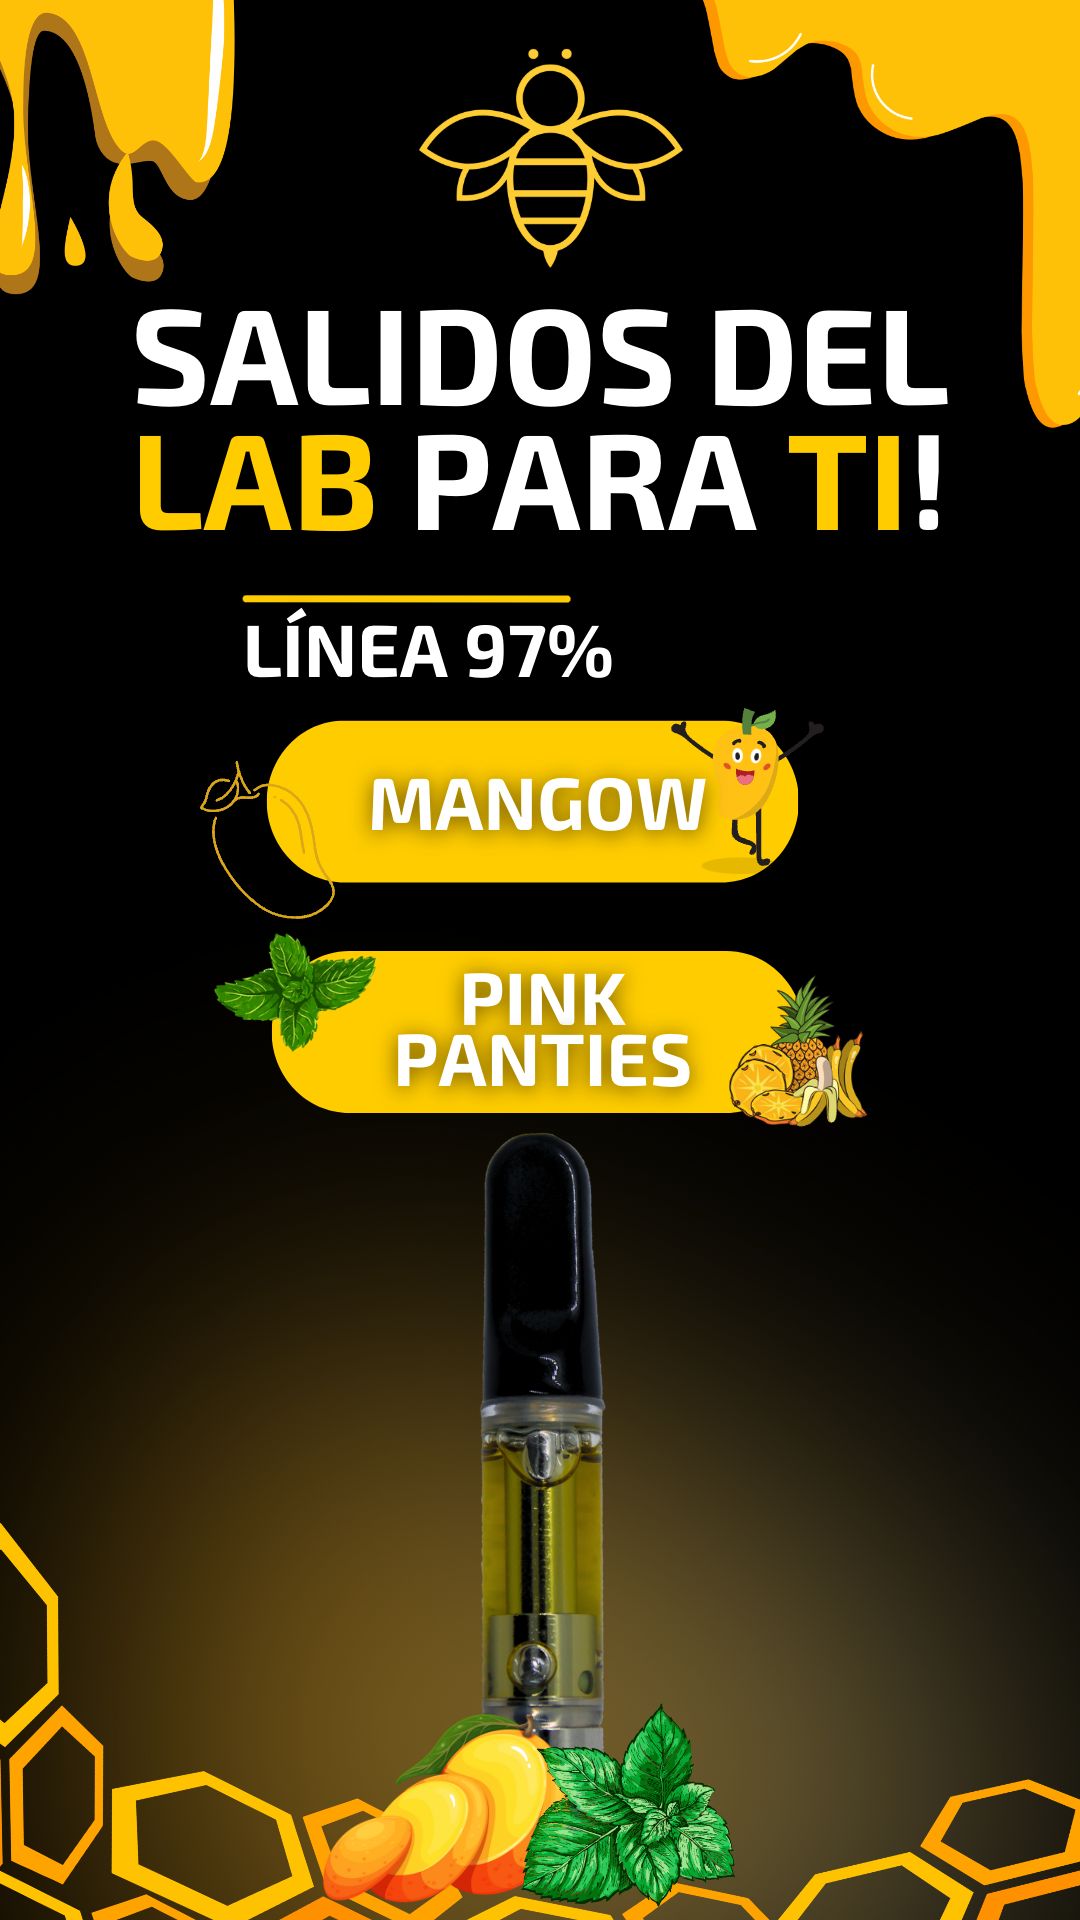 SALIDOS DEL
LAB PARA TI!
LÍNEA 97%
MANGOW
PINK
PANTIES